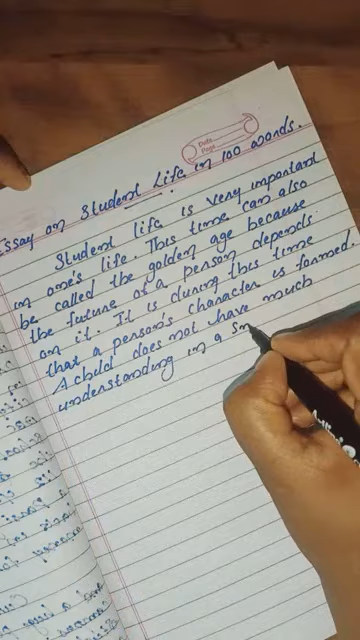 Date
Page
Essay on Student Life in 100 words.
Student life is very important
in one's life. This time can also
be called the golden age because
the future of a person depends
on it. It is during this time
that a person's character is formed.
A child does not have much
understanding in a sm